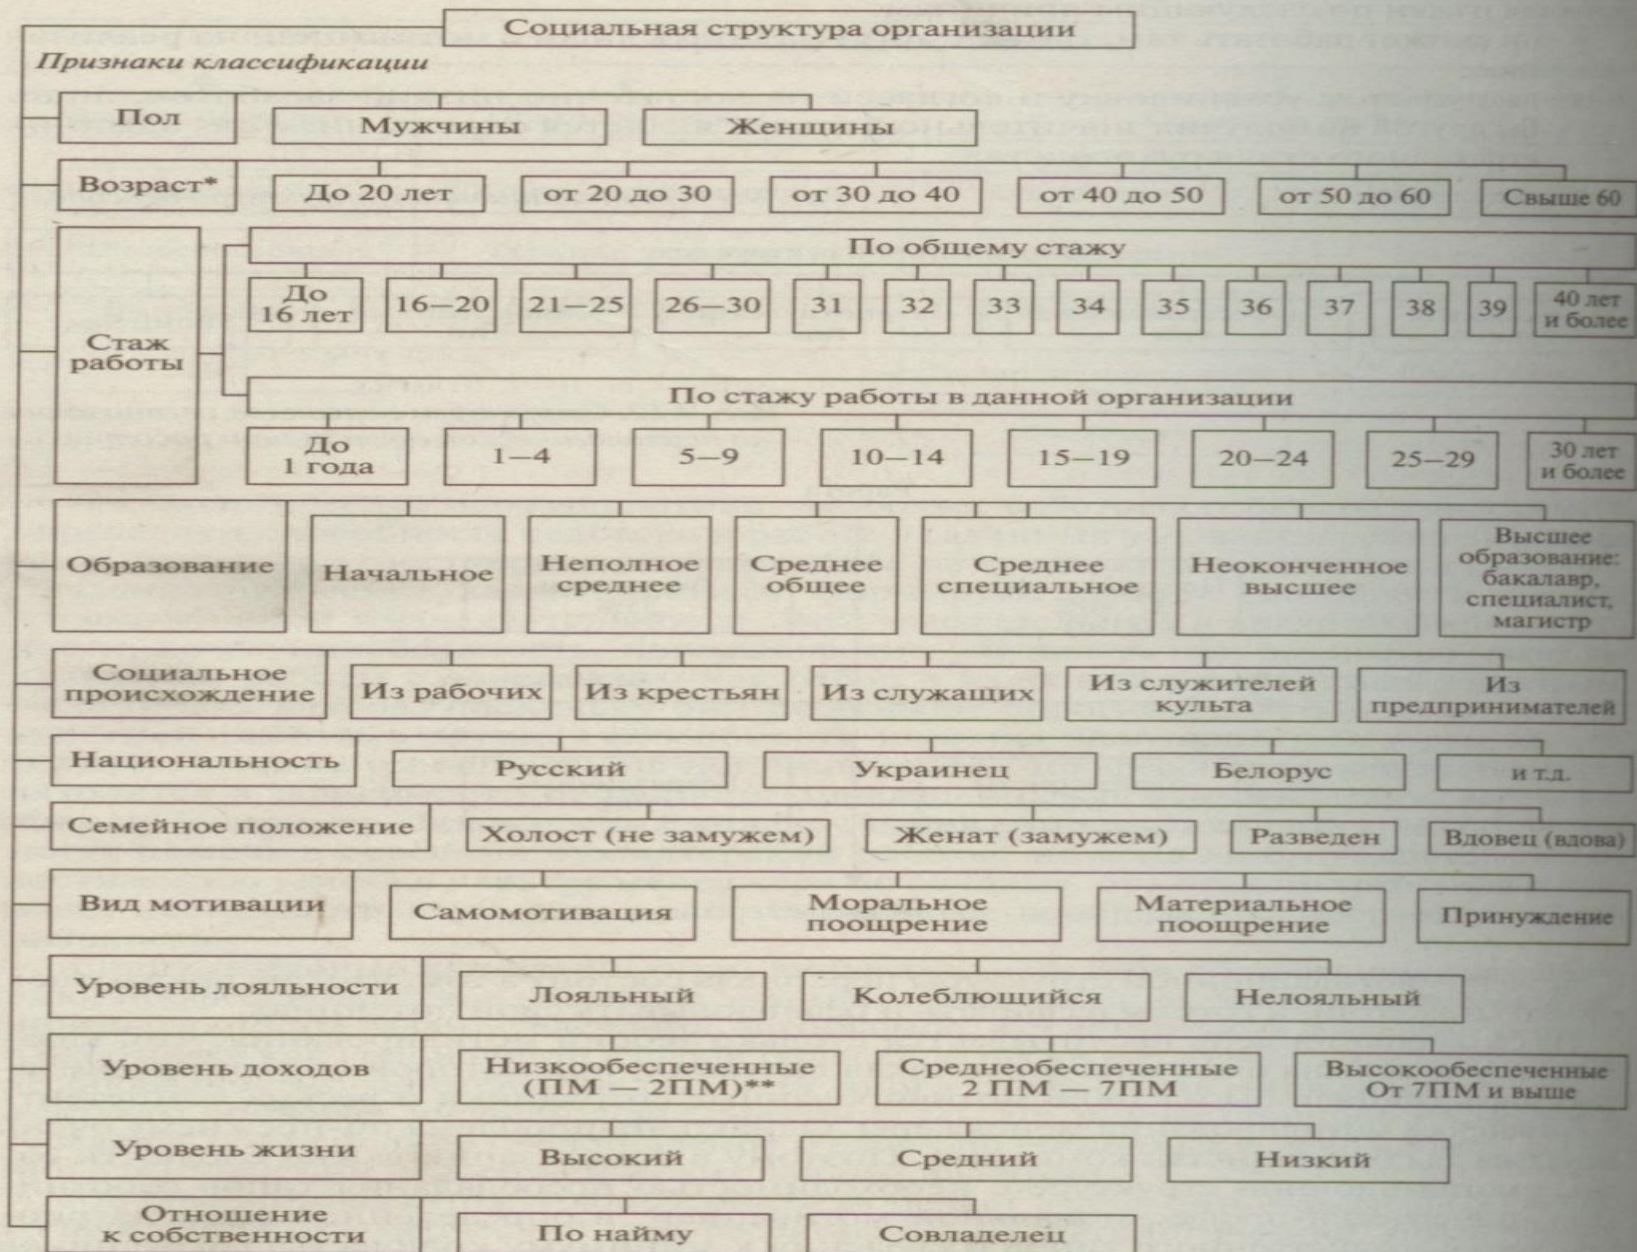 Социальная структура организации
Признаки классификации
Пол
Мужчины
Женщины
Возраст*
До 20 лет
от 20 до 30
от 30 до 40
от 40 до 50
от 50 до 60
Свыше 60
Стаж
работы
По общему стажу
До
16 лет
16—20
21—25
26—30
31
32
33
34
35
36
37
38
39
40 лет
и более
По стажу работы в данной организации
До
1 года
1—4
5—9
10—14
15—19
20—24
25—29
30 лет
и более
Образование
Начальное
Неполное
среднее
Среднее
общее
Среднее
специальное
Неоконченное
высшее
Высшее
образование:
бакалавр,
специалист,
магистр
Социальное
происхождение
Из рабочих
Из крестьян
Из служащих
Из служителей
культа
Из
предпринимателей
Национальность
Русский
Украинец
Белорус
и т.д.
Семейное положение
Холост (не замужем)
Женат (замужем)
Разведен
Вдовец (вдова)
Вид мотивации
Самомотивация
Моральное
поощрение
Материальное
поощрение
Принуждение
Уровень лояльности
Лояльный
Колеблющийся
Нелояльный
Уровень доходов
Низкообеспеченные
(ПМ — 2ПМ)**
Среднеобеспеченные
2 ПМ — 7ПМ
Высокообеспеченные
От 7ПМ и выше
Уровень жизни
Высокий
Средний
Низкий
Отношение
к собственности
По найму
Совладелец